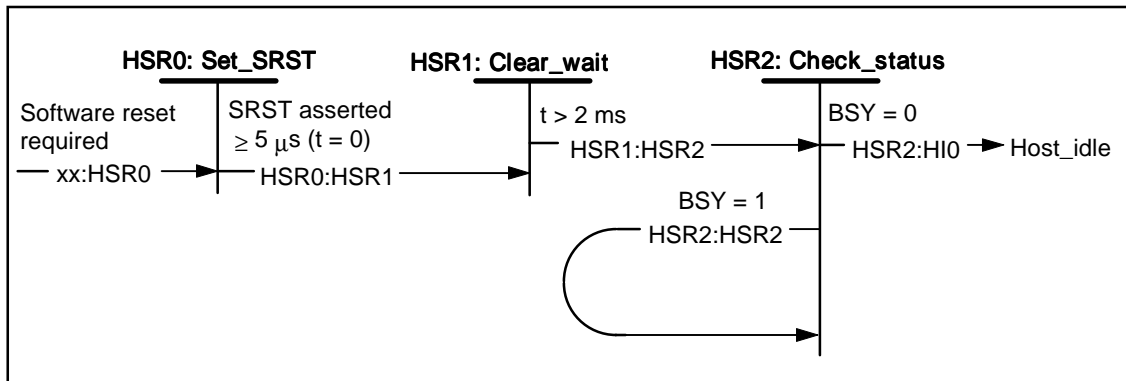 HSR0: Set_SRST
HSR1: Clear_wait
HSR2: Check_status
Software reset
required
xx:HSR0
SRST asserted
≥ 5 μs (t = 0)
HSR0:HSR1
t > 2 ms
HSR1:HSR2
BSY = 0
HSR2:HI0
Host_idle
BSY = 1
HSR2:HSR2